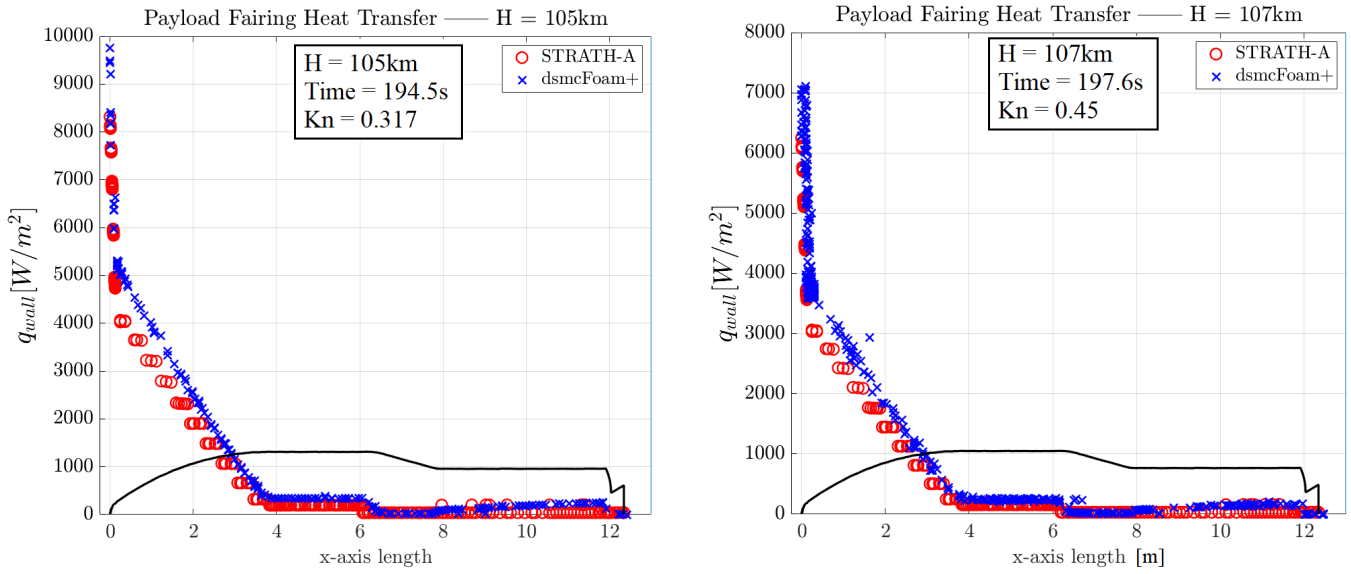 Payload Fairing Heat Transfer —— H = 105km
H = 105km
Time = 194.5s
Kn = 0.317
STRATH-A
dsmcFoam+
10000
9000
8000
7000
6000
5000
4000
3000
2000
1000
0
q_wall[W/m²]
0 2 4 6 8 10 12
x-axis length
Payload Fairing Heat Transfer —— H = 107km
H = 107km
Time = 197.6s
Kn = 0.45
STRATH-A
dsmcFoam+
8000
7000
6000
5000
4000
3000
2000
1000
0
q_wall[W/m²]
0 2 4 6 8 10 12
x-axis length [m]